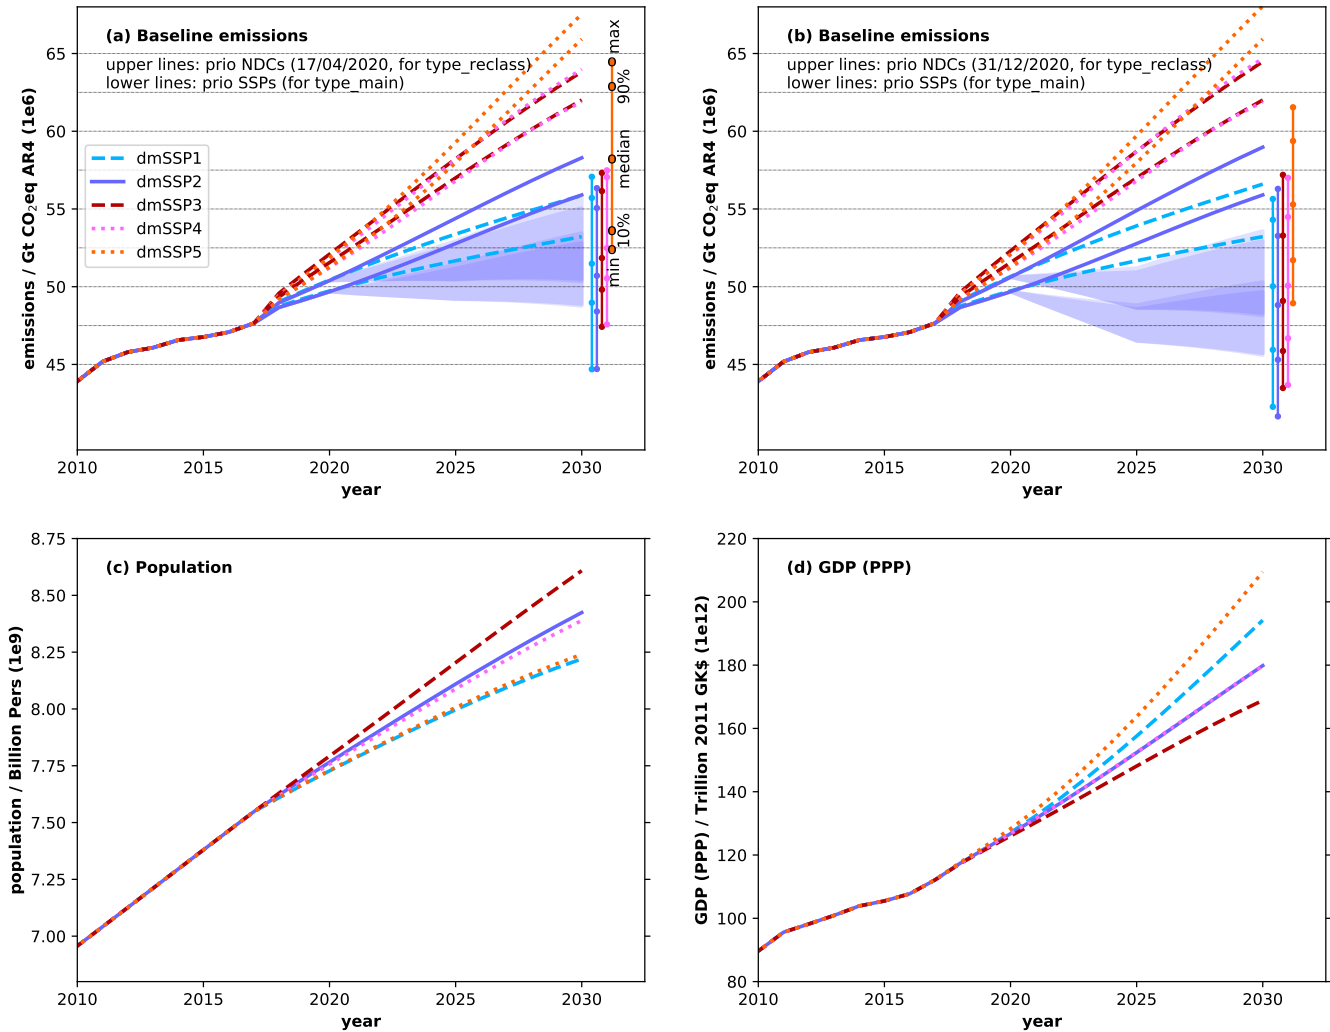 (a) Baseline emissions
upper lines: prio NDCs (17/04/2020, for type_reclass)
lower lines: prio SSPs (for type_main)
dmSSP1
dmSSP2
dmSSP3
dmSSP4
dmSSP5
max
90%
median
10%
min
65
60
55
50
45
emissions / Gt CO₂eq AR4 (1e6)
2010 2015 2020 2025 2030
year
(b) Baseline emissions
upper lines: prio NDCs (31/12/2020, for type_reclass)
lower lines: prio SSPs (for type_main)
65
60
55
50
45
emissions / Gt CO₂eq AR4 (1e6)
2010 2015 2020 2025 2030
year
(c) Population
8.75
8.50
8.25
8.00
7.75
7.50
7.25
7.00
population / Billion Pers (1e9)
2010 2015 2020 2025 2030
year
(d) GDP (PPP)
220
200
180
160
140
120
100
80
GDP (PPP) / Trillion 2011 GK$ (1e12)
2010 2015 2020 2025 2030
year